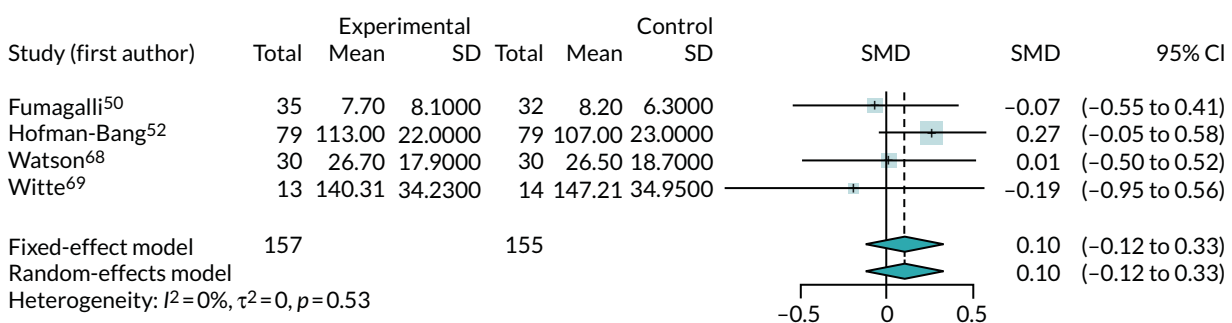 Experimental Control
Study (first author) Total Mean SD Total Mean SD SMD SMD 95% CI
Fumagalli50 35 7.70 8.1000 32 8.20 6.3000 –0.07 (–0.55 to 0.41)
Hofman-Bang52 79 113.00 22.0000 79 107.00 23.0000 0.27 (–0.05 to 0.58)
Watson68 30 26.70 17.9000 30 26.50 18.7000 0.01 (–0.50 to 0.52)
Witte69 13 140.31 34.2300 14 147.21 34.9500 –0.19 (–0.95 to 0.56)
Fixed-effect model 157 155 0.10 (–0.12 to 0.33)
Random-effects model 0.10 (–0.12 to 0.33)
Heterogeneity: I2=0%, τ2=0, p=0.53
–0.5 0 0.5